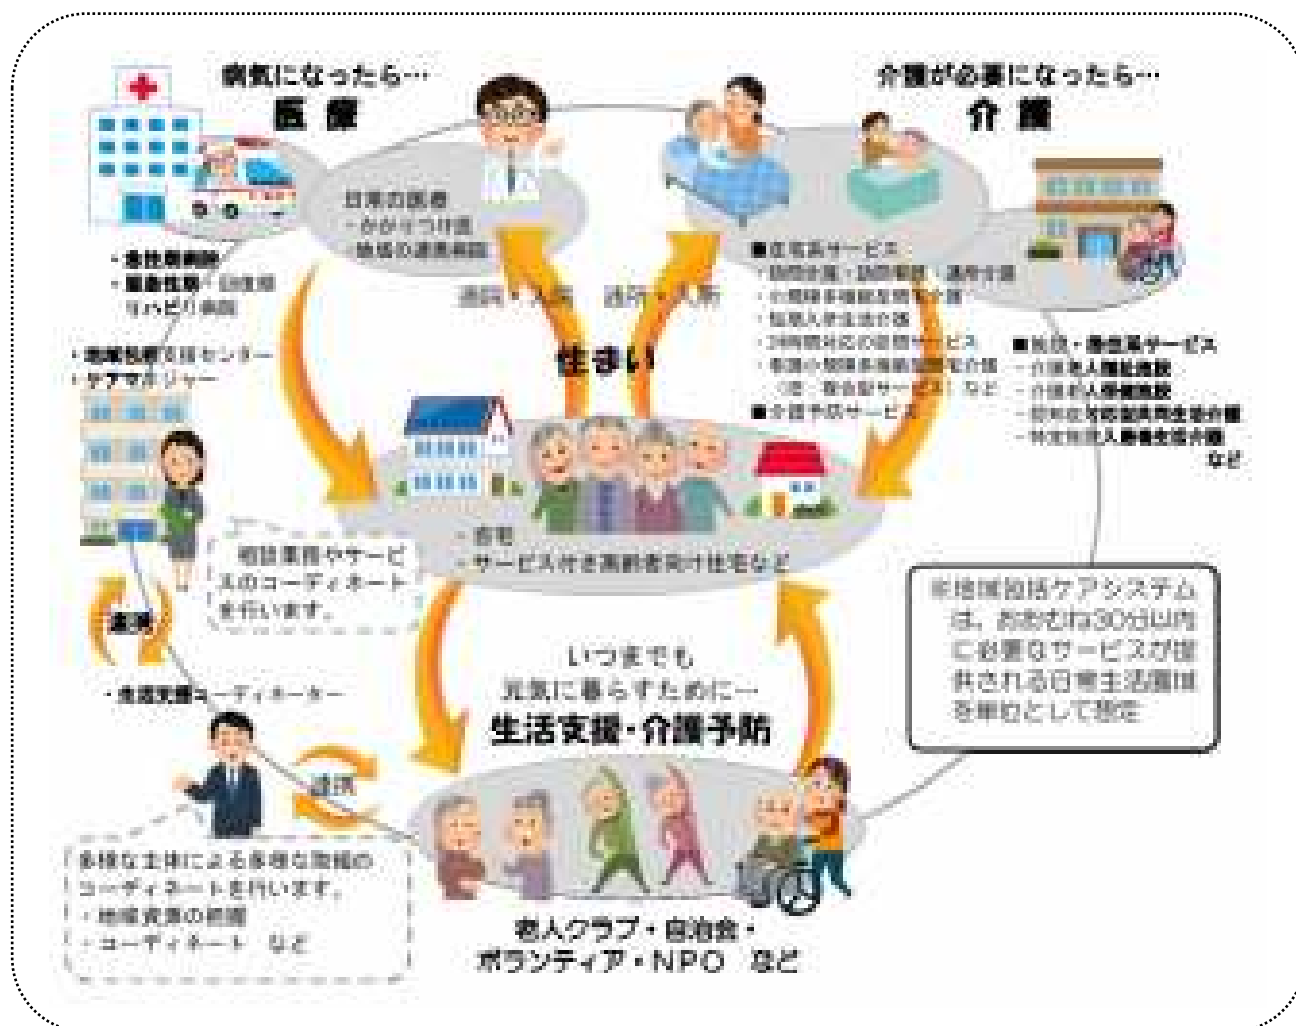 病気になったら…
医療
日常の医療
・かかりつけ医
・地域の連携病院
・急性期病院
・亜急性期・回復期
リハビリ病院
介護が必要になったら…
介護
■在宅系サービス
・訪問介護・訪問看護・通所介護
・小規模多機能型居宅介護
・短期入所生活介護
・24時間対応の訪問サービス
・看護小規模多機能型居宅介護
（旧 複合型サービス）など
■介護予防サービス
■施設・居住系サービス
・介護老人福祉施設
・介護老人保健施設
・認知症対応型共同生活介護
・特定施設入居者生活介護
など
通院・入院
通所・入所
住まい
・自宅
・サービス付き高齢者向け住宅など
・地域包括支援センター
・ケアマネジャー
相談業務やサービ
スのコーディネート
を行います。
連携
・生活支援コーディネーター
連携
多様な主体による多様な取組の
コーディネートを行います。
・地域資源の把握
・コーディネート など
いつまでも
元気に暮らすために…
生活支援・介護予防
老人クラブ・自治会・
ボランティア・NPO など
※地域包括ケアシステム
は、おおむね30分以内
に必要なサービスが提
供される日常生活圏域
を単位として想定